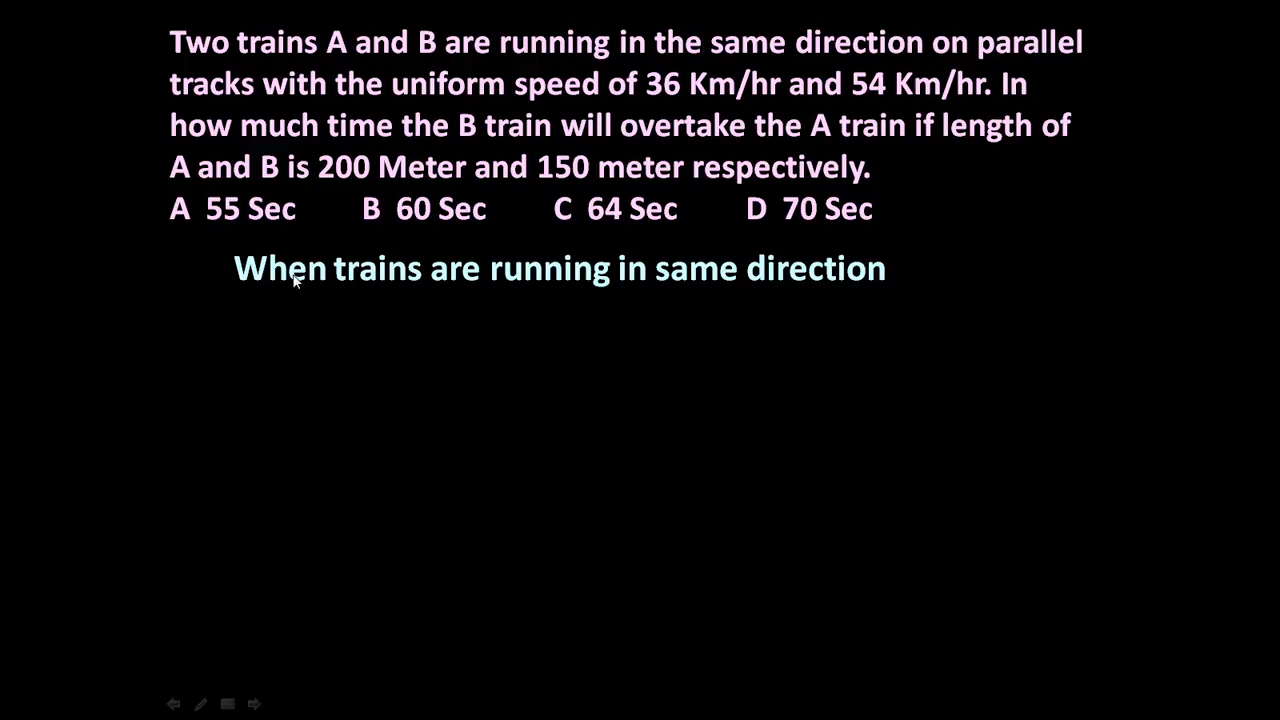 Two trains A and B are running in the same direction on parallel
tracks with the uniform speed of 36 Km/hr and 54 Km/hr. In
how much time the B train will overtake the A train if length of
A and B is 200 Meter and 150 meter respectively.
A 55 Sec B 60 Sec C 64 Sec D 70 Sec
When trains are running in same direction